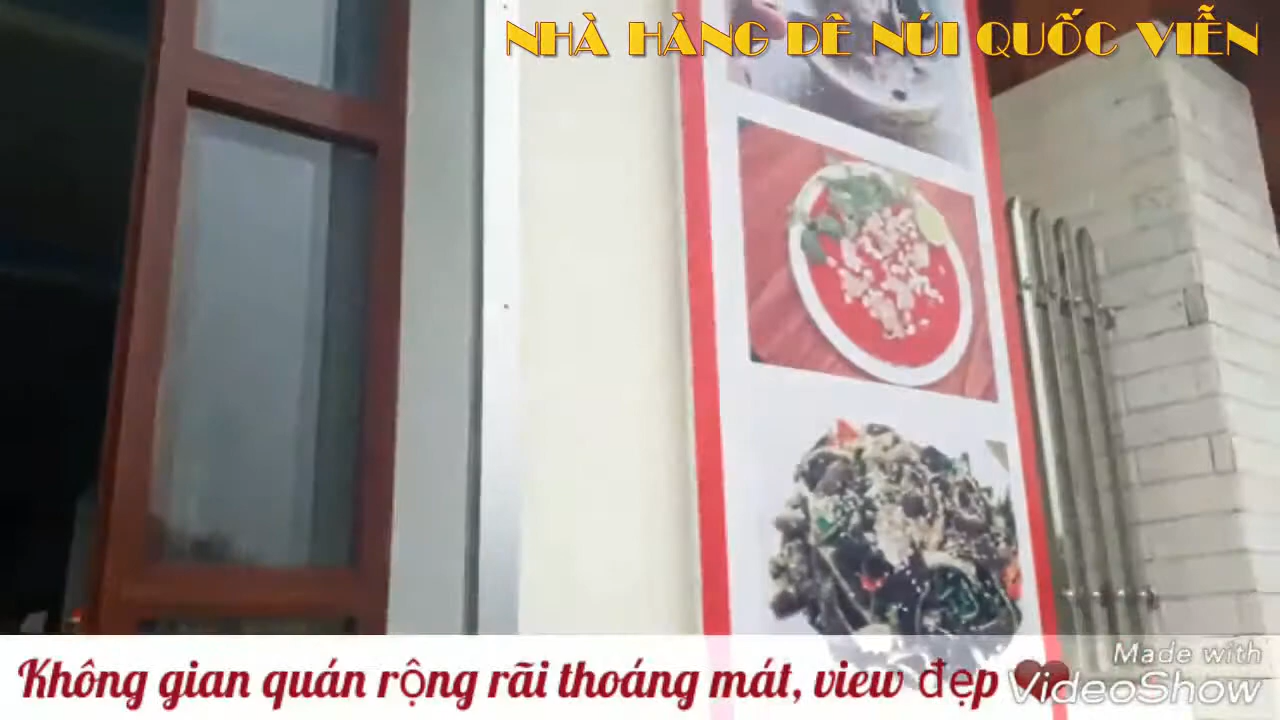 NHÀ HÀNG DÊ NÚI QUỐC VIỄN
Không gian quán rộng rãi thoáng mát, view đẹp
Made with
VideoShow